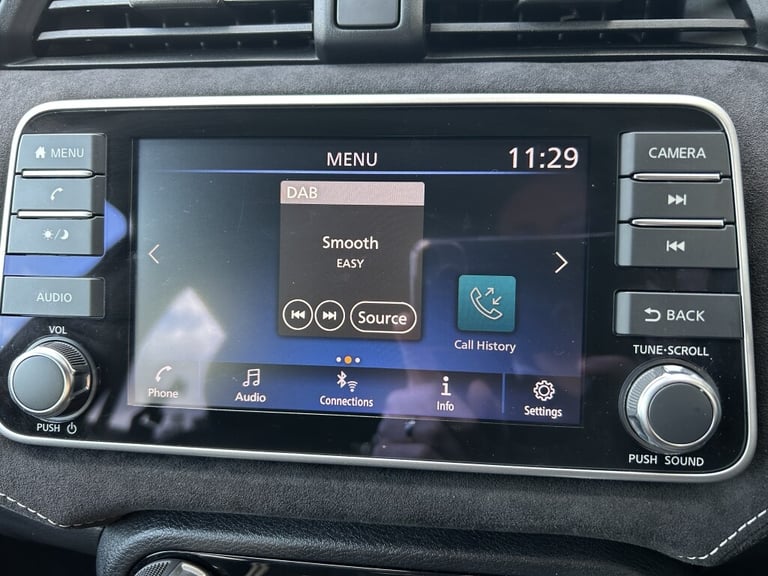 MENU
VOL
AUDIO
PUSH
MENU
11:29
DAB
Smooth
EASY
Source
Call History
Phone
Audio
Connections
Info
Settings
CAMERA
BACK
TUNE·SCROLL
PUSH SOUND